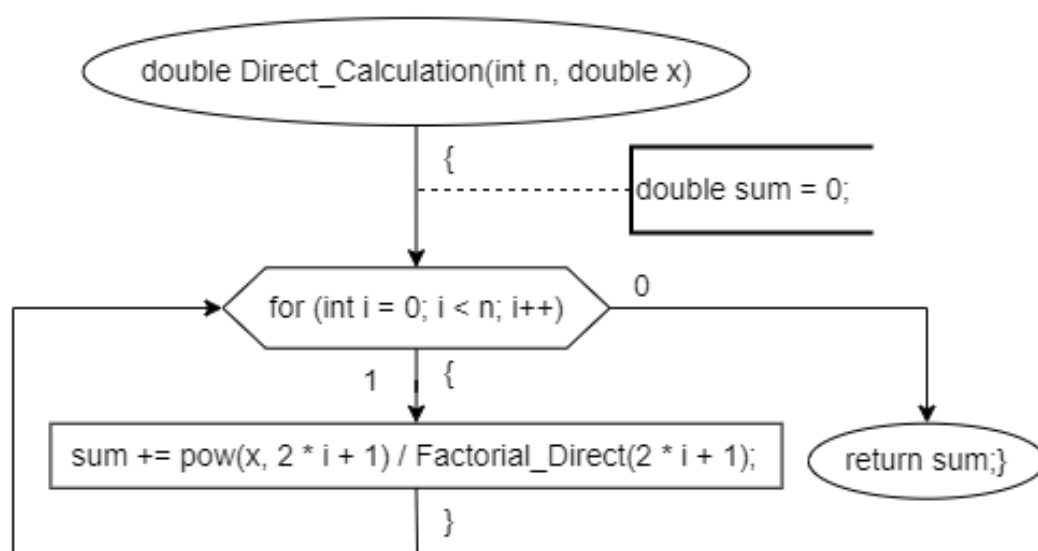 double Direct_Calculation(int n, double x)
{
double sum = 0;
0
for (int i = 0; i < n; i++)
1
{
sum += pow(x, 2 * i + 1) / Factorial_Direct(2 * i + 1);
return sum;}
}